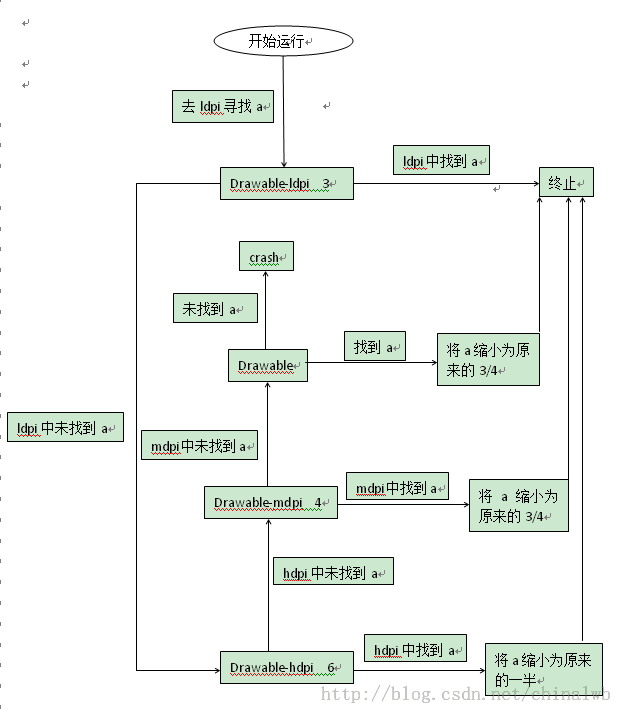 开始运行
去 ldpi 寻找 a
ldpi 中找到 a
Drawable-ldpi 3
终止
crash
未找到 a
找到 a
Drawable
将 a 缩小为原
来的 3/4
ldpi 中未找到 a
mdpi 中未找到 a
mdpi 中找到 a
Drawable-mdpi 4
将 a 缩小为
原来的 3/4
hdpi 中未找到 a
hdpi 中找到 a
Drawable-hdpi 6
将 a 缩小为原来
的一半
http://blog.csdn.net/chinalwb